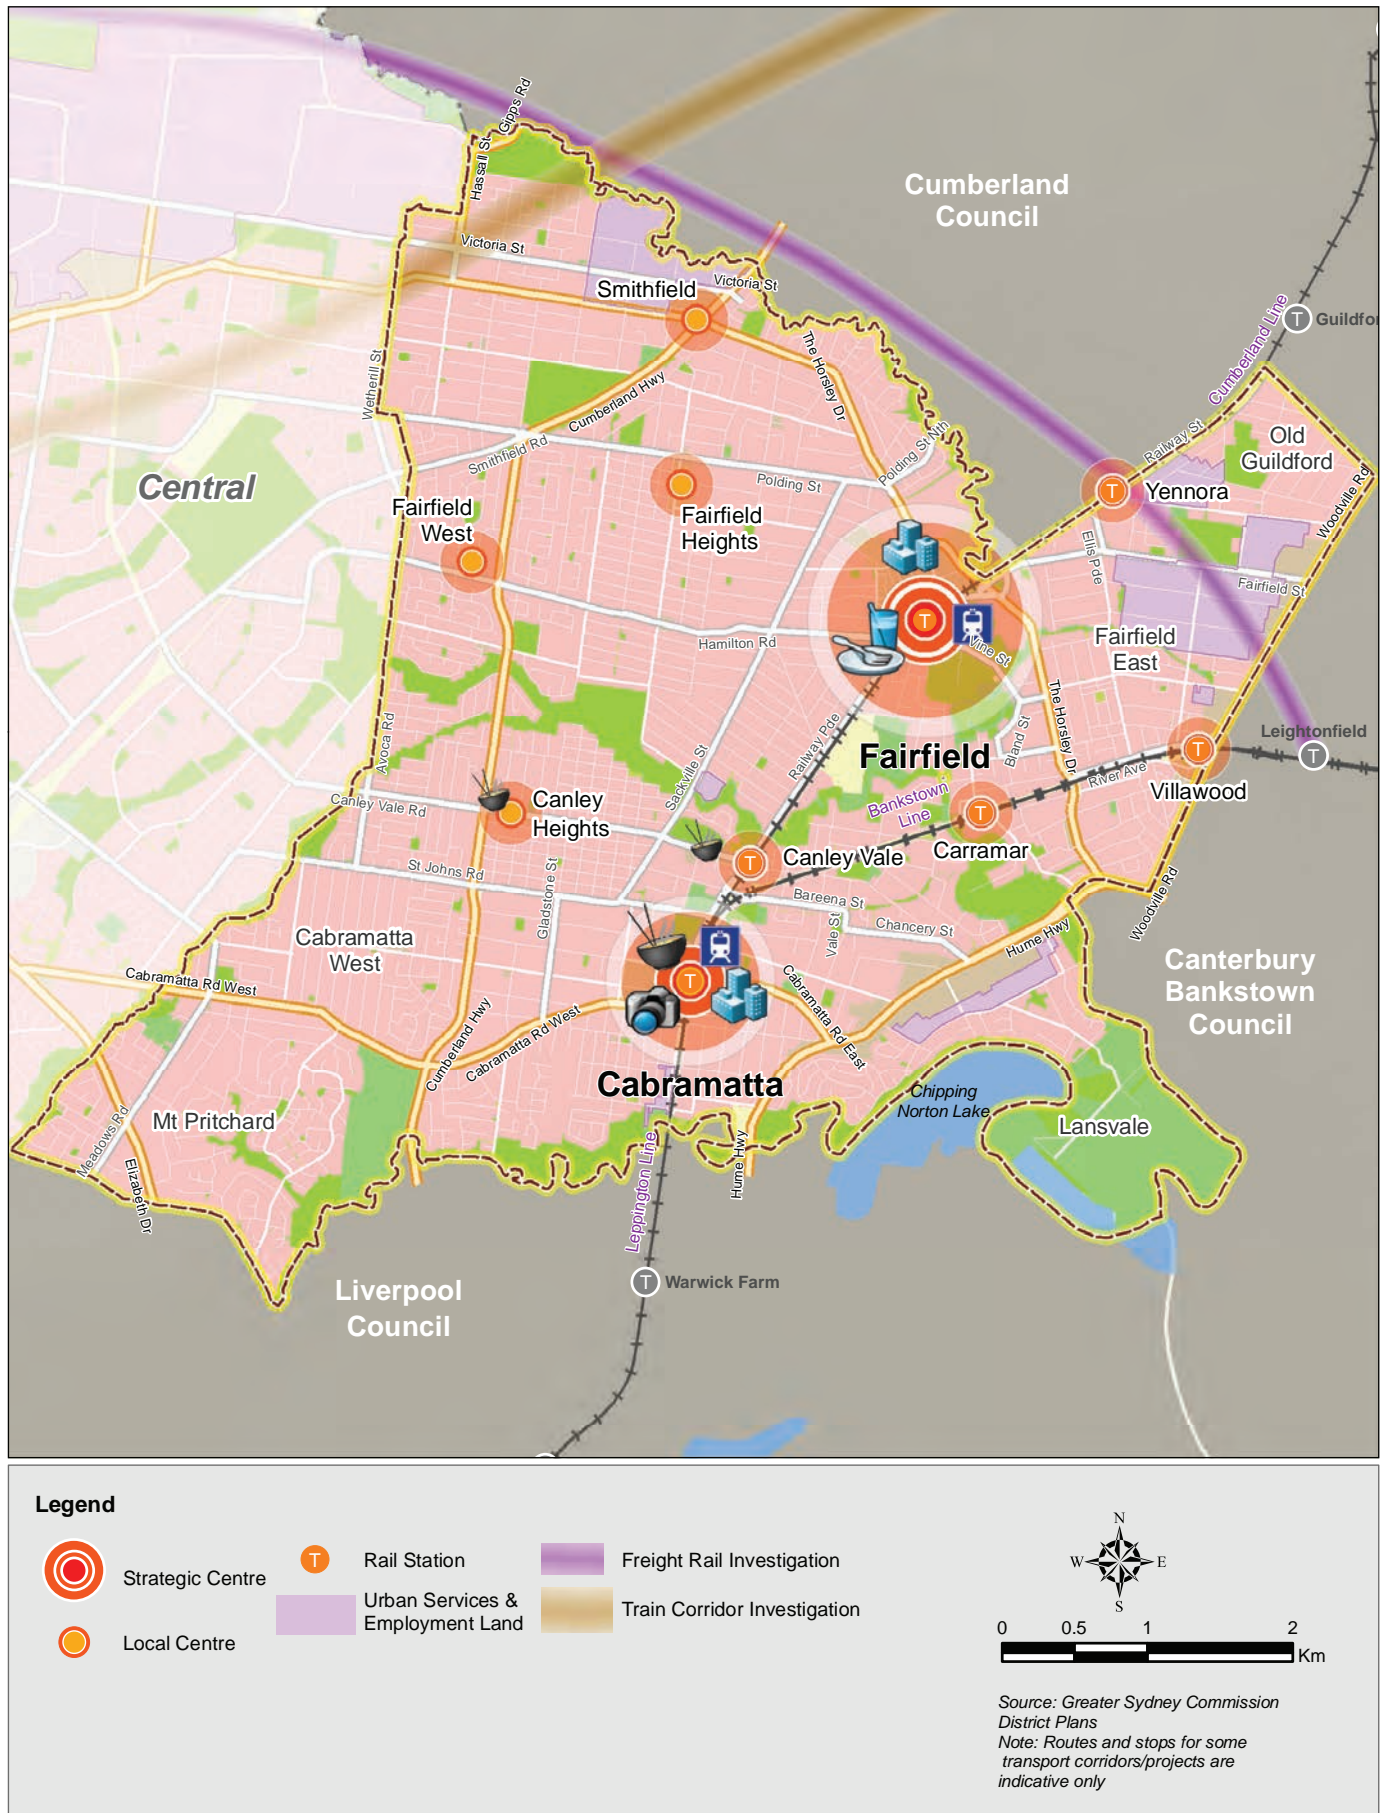 Gipps Rd
Hassall St
Cumberland
Council
Victoria St
Victoria St
Smithfield
Cumberland Line
T
The Horsley Dr
Wetherill St
Cumberland Hwy
Smithfield Rd
Polding St Nth
Railway St
Old
Guildford
Woodville Rd
Central
Polding St
T
Yennora
Fairfield
West
Fairfield
Heights
Ellis Pde
Fairfield St
T
Vine St
Hamilton Rd
Fairfield
East
The Horsley Dr
Bland St
Railway Pde
Avoca Rd
Sackville St
Fairfield
Leightonfield
T
T
River Ave
Villawood
Bankstown
Line
T
Canley Vale Rd
Canley
Heights
T
Canley Vale
Carramar
St Johns Rd
Gladstone St
Bareena St
Vale St
Chancery St
Woodville Rd
Hume Hwy
Cabramatta
West
Canterbury
Bankstown
Council
T
Cabramatta Rd West
Cabramatta Rd East
Cumberland Hwy
Cabramatta Rd West
Cabramatta
Chipping
Norton Lake
Mt Pritchard
Meadows Rd
Lansvale
Elizabeth Dr
Leppington Line
Hume Hwy
T
Warwick Farm
Liverpool
Council
Legend
Strategic Centre
Local Centre
T
Rail Station
Urban Services &
Employment Land
Freight Rail Investigation
Train Corridor Investigation
N
W
E
S
0
0.5
1
2
Km
Source: Greater Sydney Commission
District Plans
Note: Routes and stops for some
transport corridors/projects are
indicative only